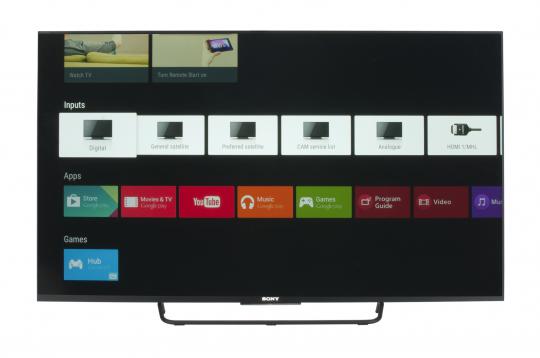 Watch TV
Turn Remote Start on
Inputs
Digital
General satellite
Preferred satellite
CAM service list
Analogue
HDMI 1/MHL
Apps
Store
Google play
Movies & TV
Google play
YouTube
Music
Google play
Games
Google play
Program
Guide
Video
Mus
Games
Hub
SONY